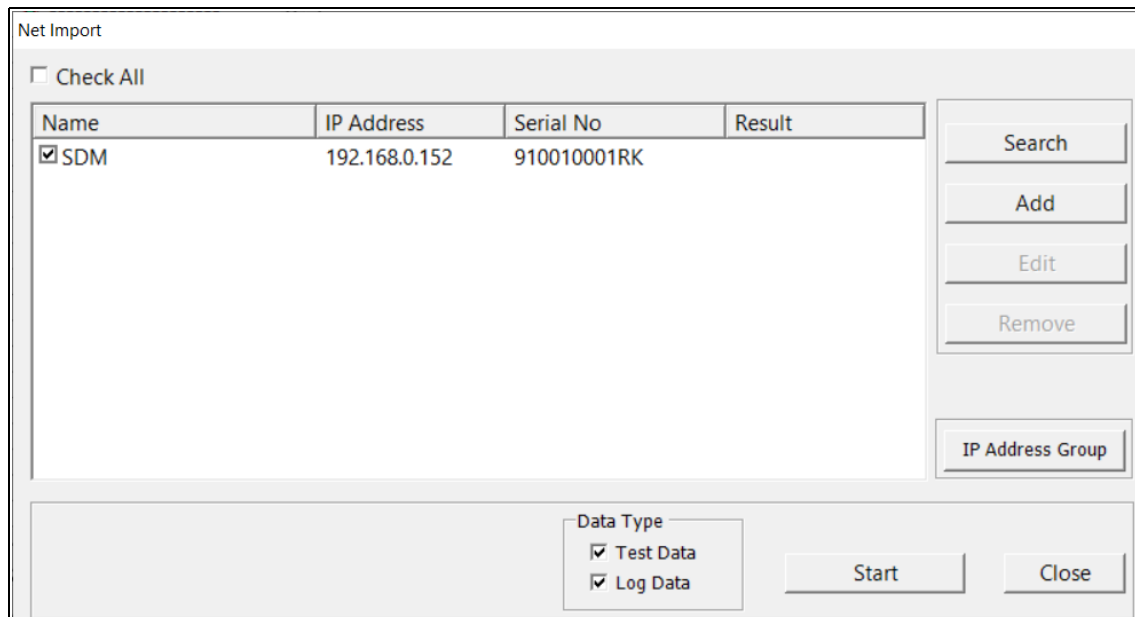 Net Import
Check All
Name IP Address Serial No Result
SDM 192.168.0.152 910010001RK
Search
Add
Edit
Remove
IP Address Group
Data Type
Test Data
Log Data
Start Close